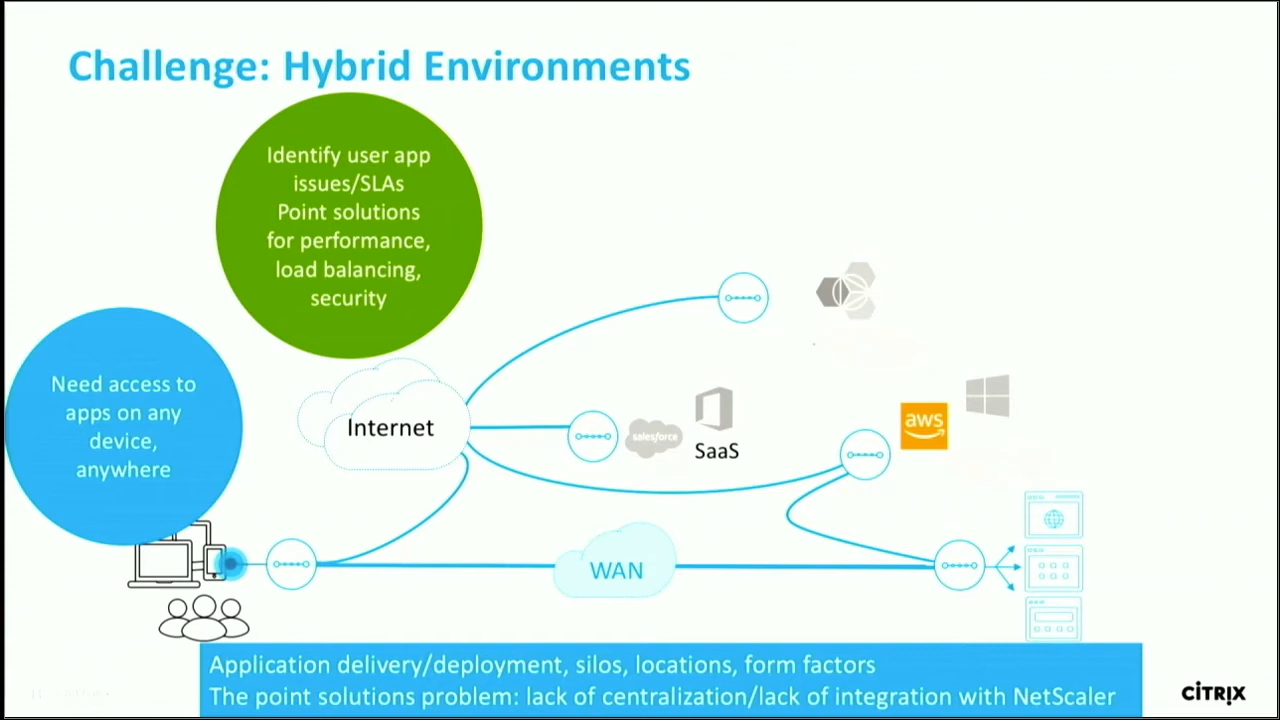 Challenge: Hybrid Environments
Identify user app
issues/SLAs
Point solutions
for performance,
load balancing,
security
Need access to
apps on any
device,
anywhere
Internet
salesforce
SaaS
aws
WAN
Application delivery/deployment, silos, locations, form factors
The point solutions problem: lack of centralization/lack of integration with NetScaler
CITRIX